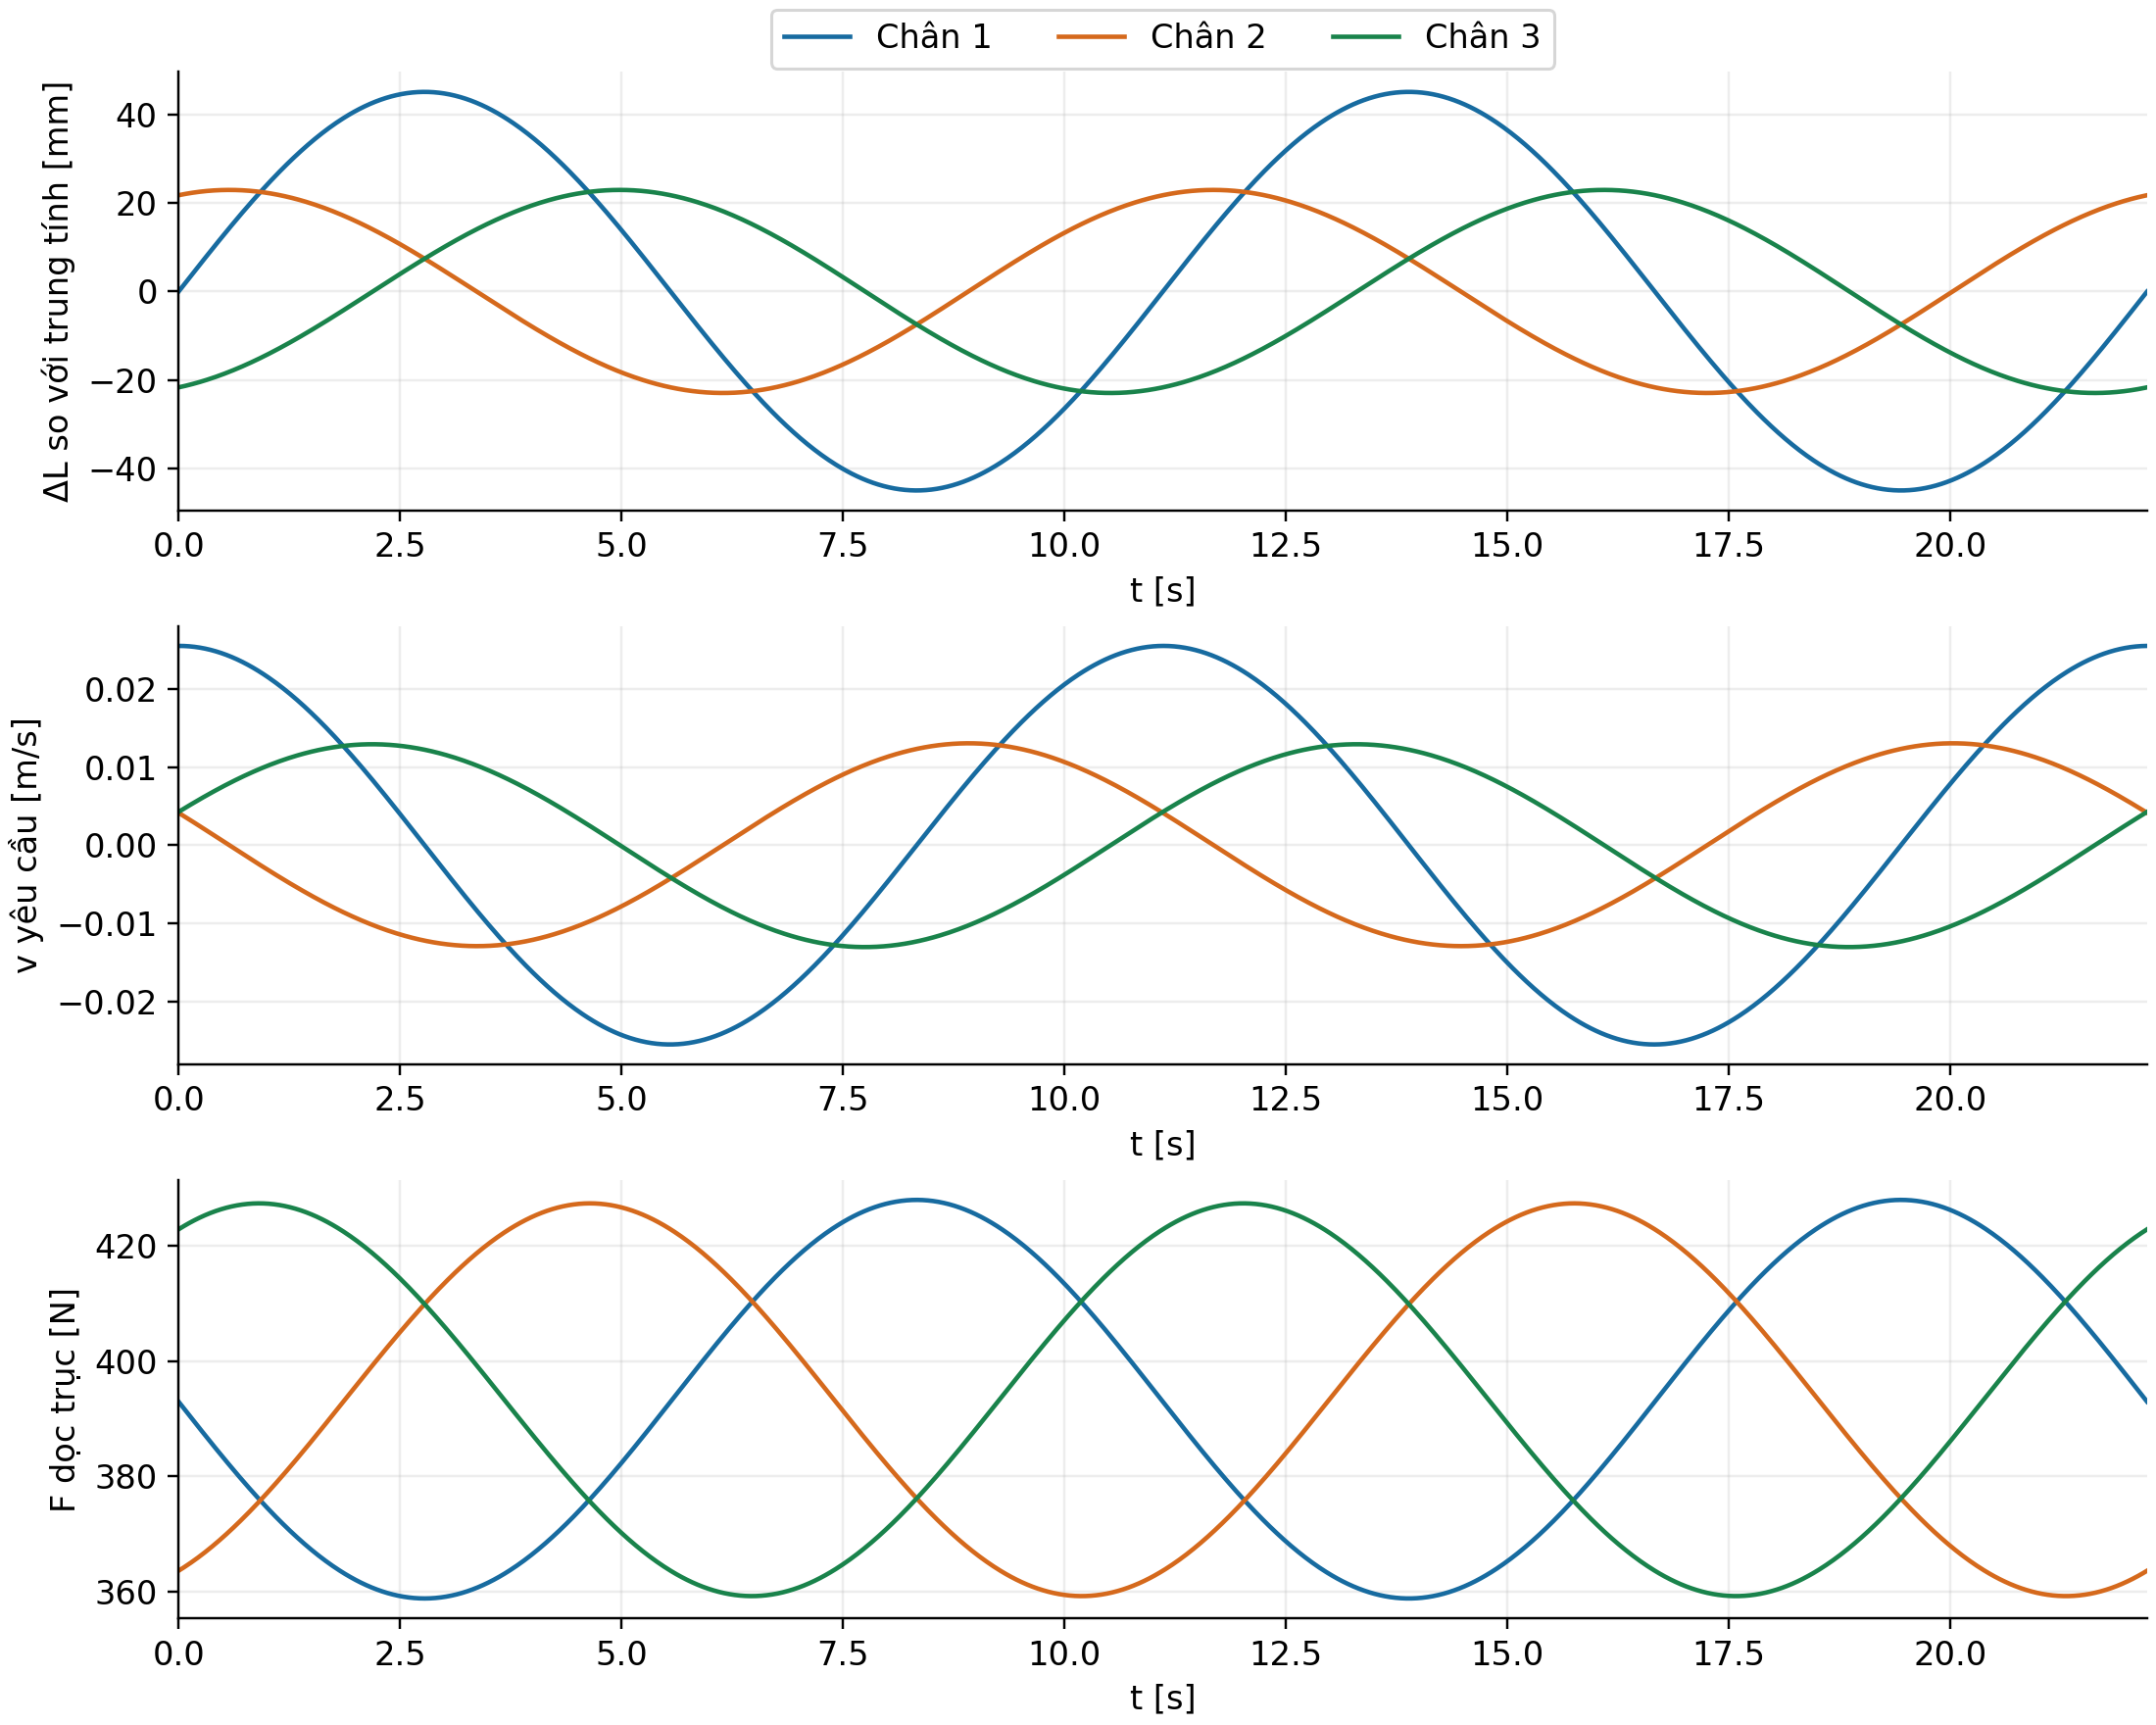 Chân 1 Chân 2 Chân 3
ΔL so với trung tính [mm]
40
20
0
−20
−40
0.0 2.5 5.0 7.5 10.0 12.5 15.0 17.5 20.0
t [s]
v yêu cầu [m/s]
0.02
0.01
0.00
−0.01
−0.02
0.0 2.5 5.0 7.5 10.0 12.5 15.0 17.5 20.0
t [s]
F dọc trục [N]
420
400
380
360
0.0 2.5 5.0 7.5 10.0 12.5 15.0 17.5 20.0
t [s]